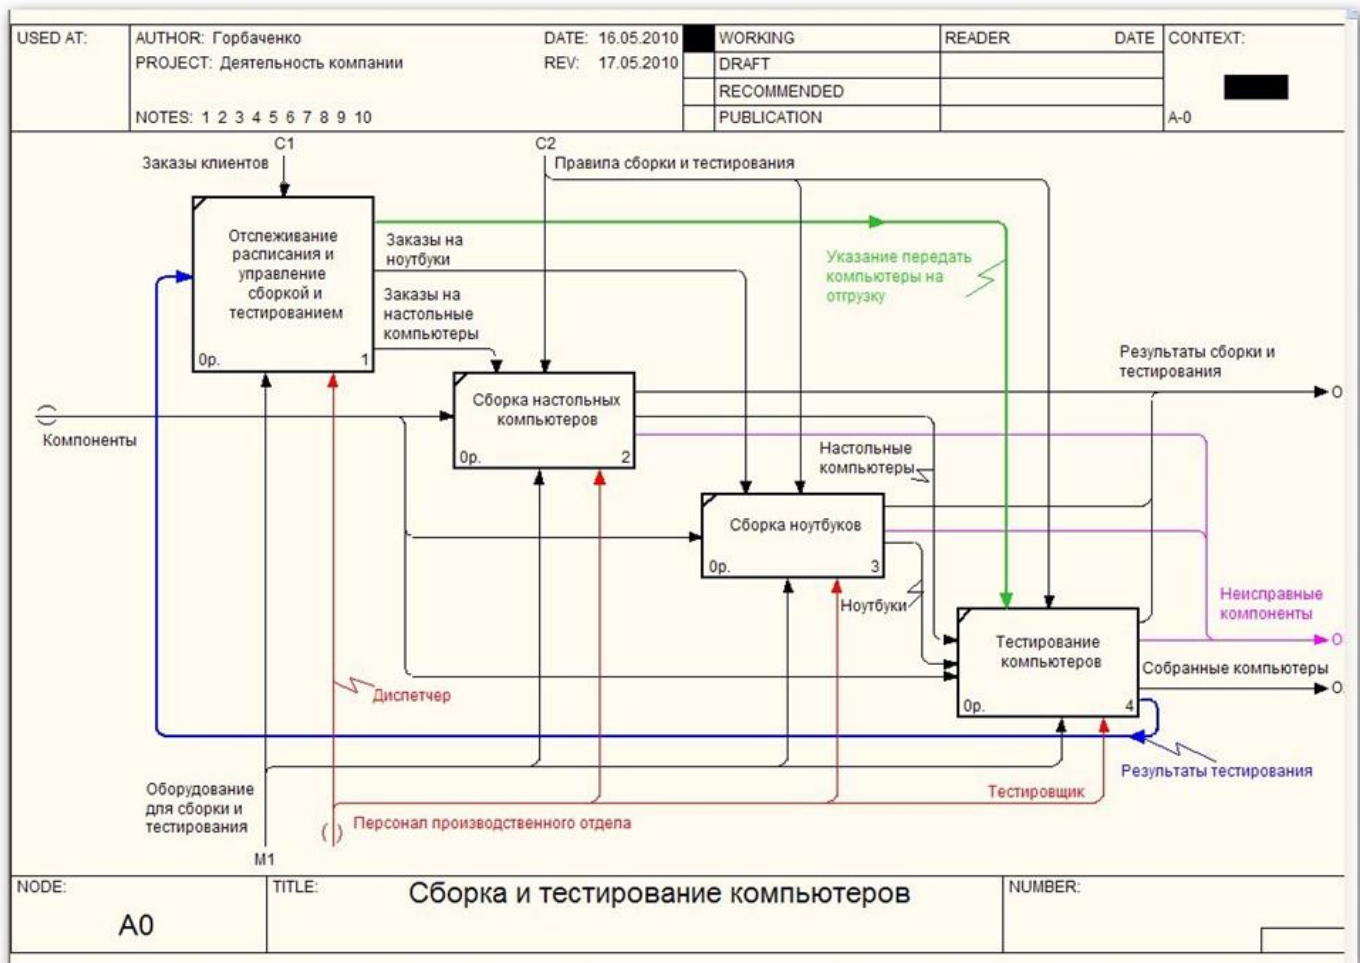 USED AT:
AUTHOR: Горбаченко
DATE: 16.05.2010
PROJECT: Деятельность компании
REV: 17.05.2010
NOTES: 1 2 3 4 5 6 7 8 9 10
WORKING
DRAFT
RECOMMENDED
PUBLICATION
READER
DATE
CONTEXT:
A-0
C1
Заказы клиентов
C2
Правила сборки и тестирования
Отслеживание
расписания и
управление
сборкой и
тестированием
0р.
1
Заказы на
ноутбуки
Заказы на
настольные
компьютеры
Указание передать
компьютеры на
отгрузку
Результаты сборки и
тестирования
O
Компоненты
Сборка настольных
компьютеров
0р.
2
Настольные
компьютеры
Сборка ноутбуков
0р.
3
Ноутбуки
Неисправные
компоненты
O
Тестирование
компьютеров
0р.
4
Собранные компьютеры
O
Диспетчер
Результаты тестирования
Оборудование
для сборки и
тестирования
Тестировщик
Персонал производственного отдела
M1
NODE:
A0
TITLE:
Сборка и тестирование компьютеров
NUMBER: